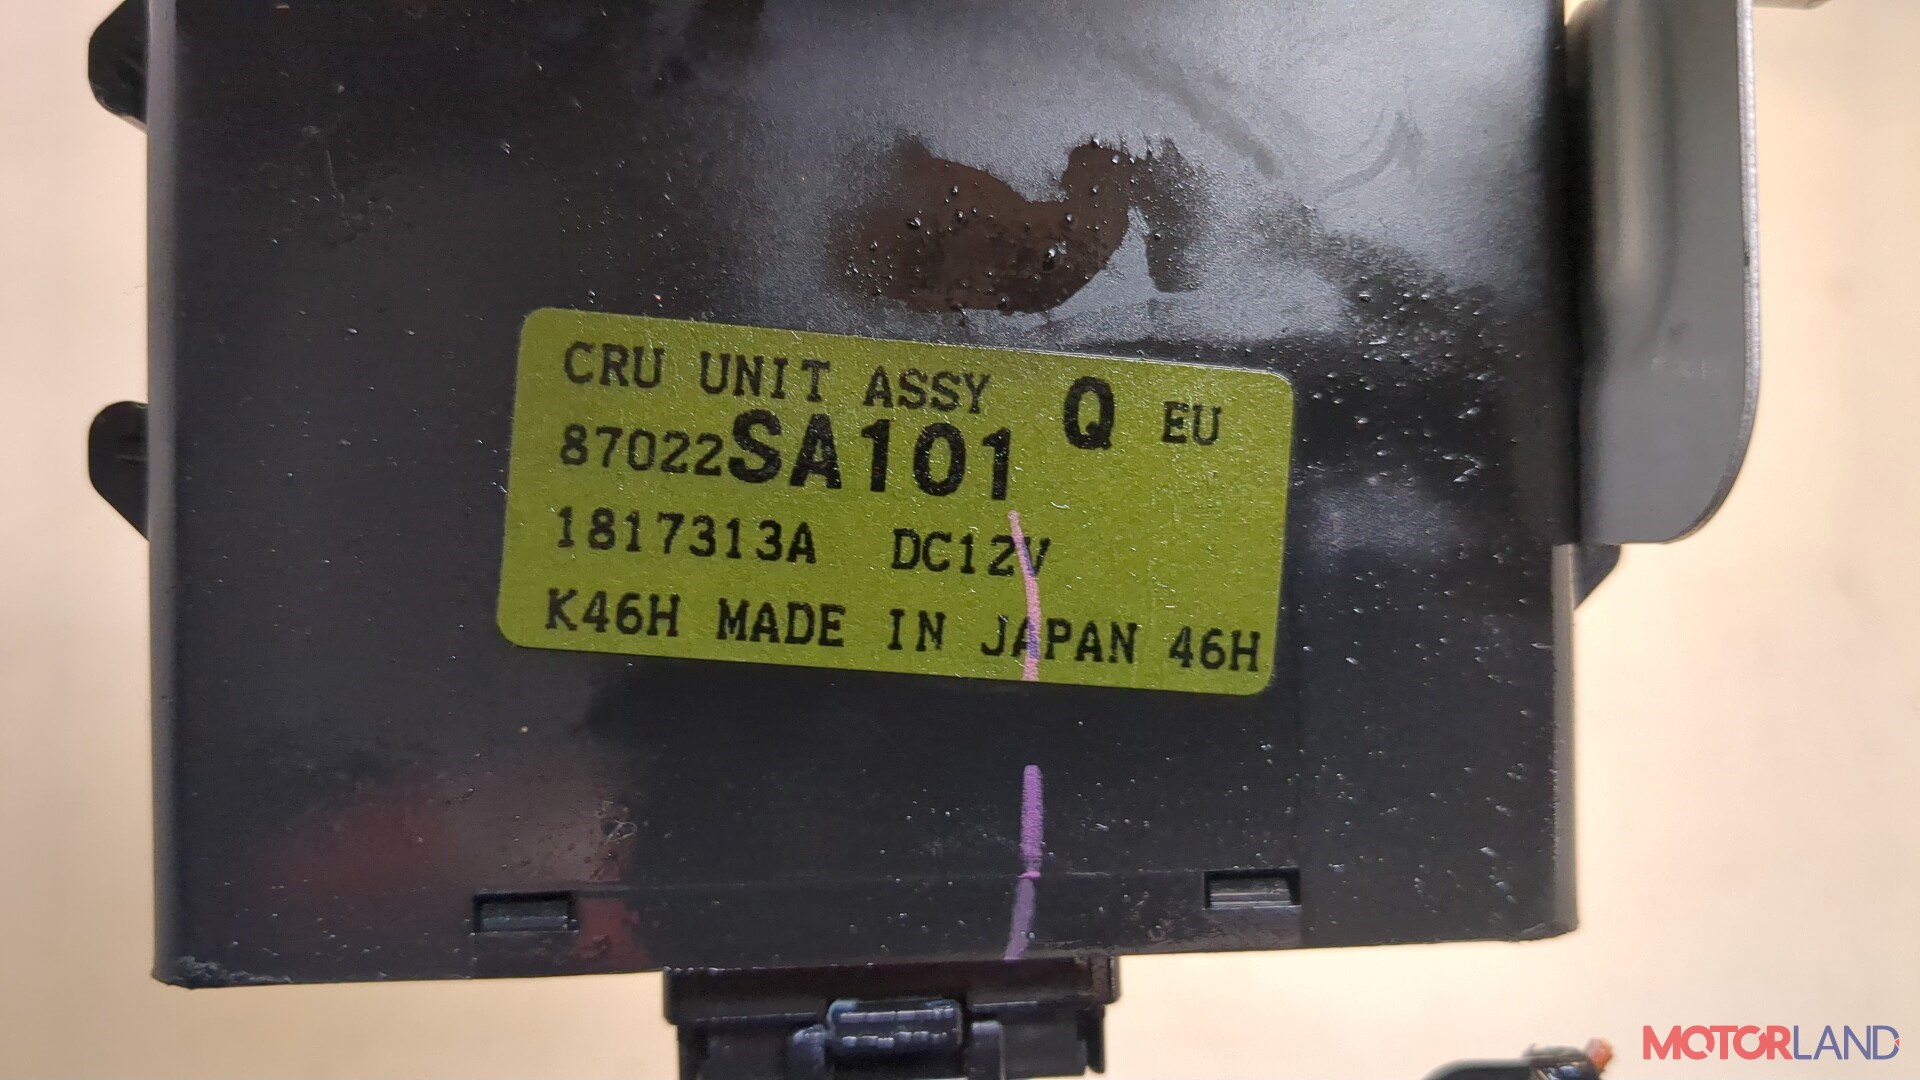 CRU UNIT ASSY Q EU
87022SA101
1817313A DC12V
K46H MADE IN JAPAN 46H
MOTORLAND